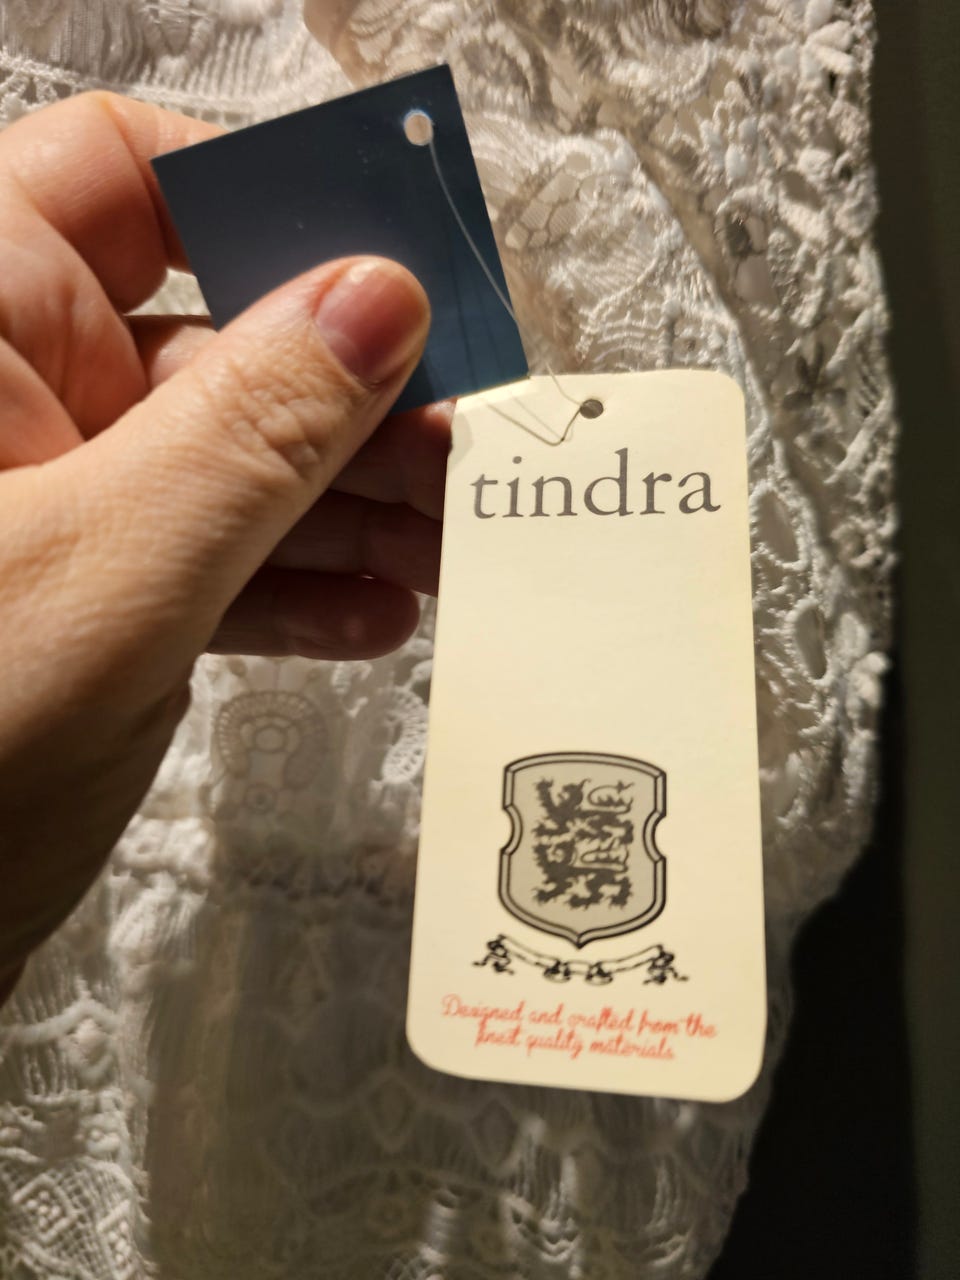 tindra
Designed and crafted from the
finest quality materials